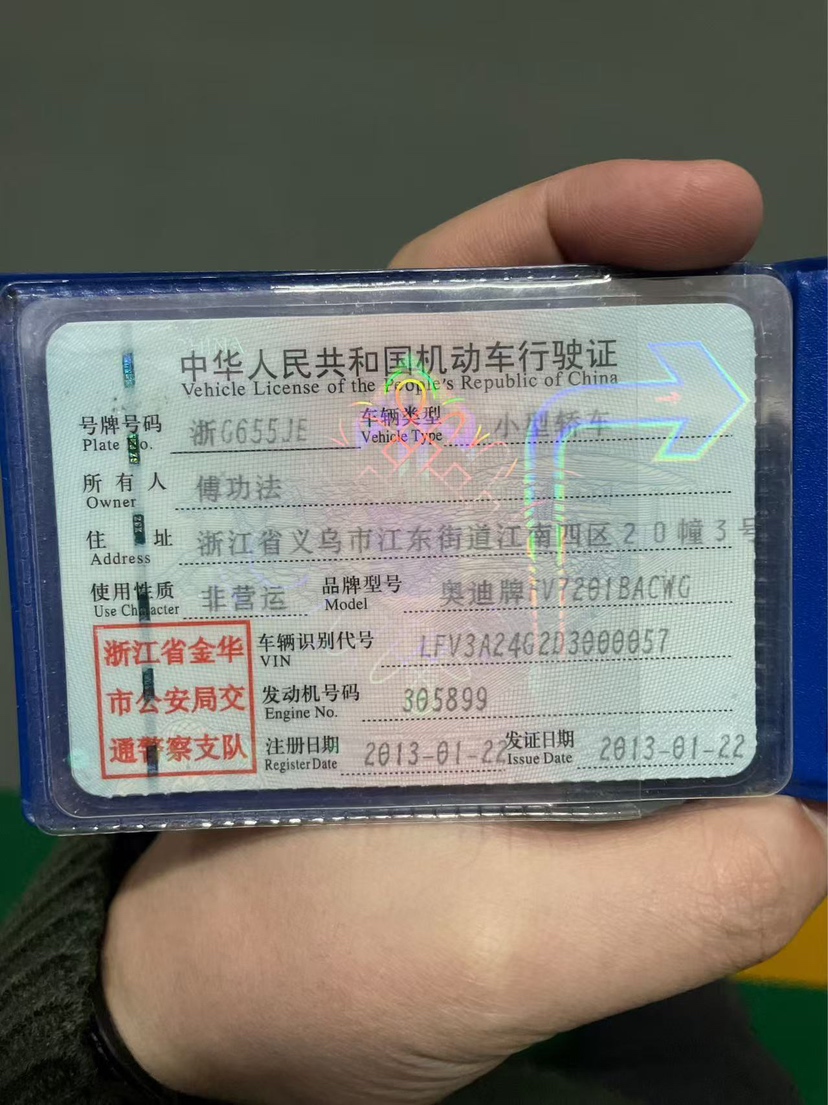 中华人民共和国机动车行驶证
Vehicle License of the People's Republic of China
号牌号码 浙G655JE 车辆类型 小型轿车
Plate No. Vehicle Type
所有人 傅功法
Owner
住址 浙江省义乌市江东街道江南四区20幢3号
Address
使用性质 非营运 品牌型号 奥迪牌FV7201BACWG
Use Character Model
浙江省金华 车辆识别代号 LFV3A24G2D3000057
VIN
市公安局交 发动机号码 305899
Engine No.
通警察支队 注册日期 2013-01-22 发证日期 2013-01-22
Register Date Issue Date